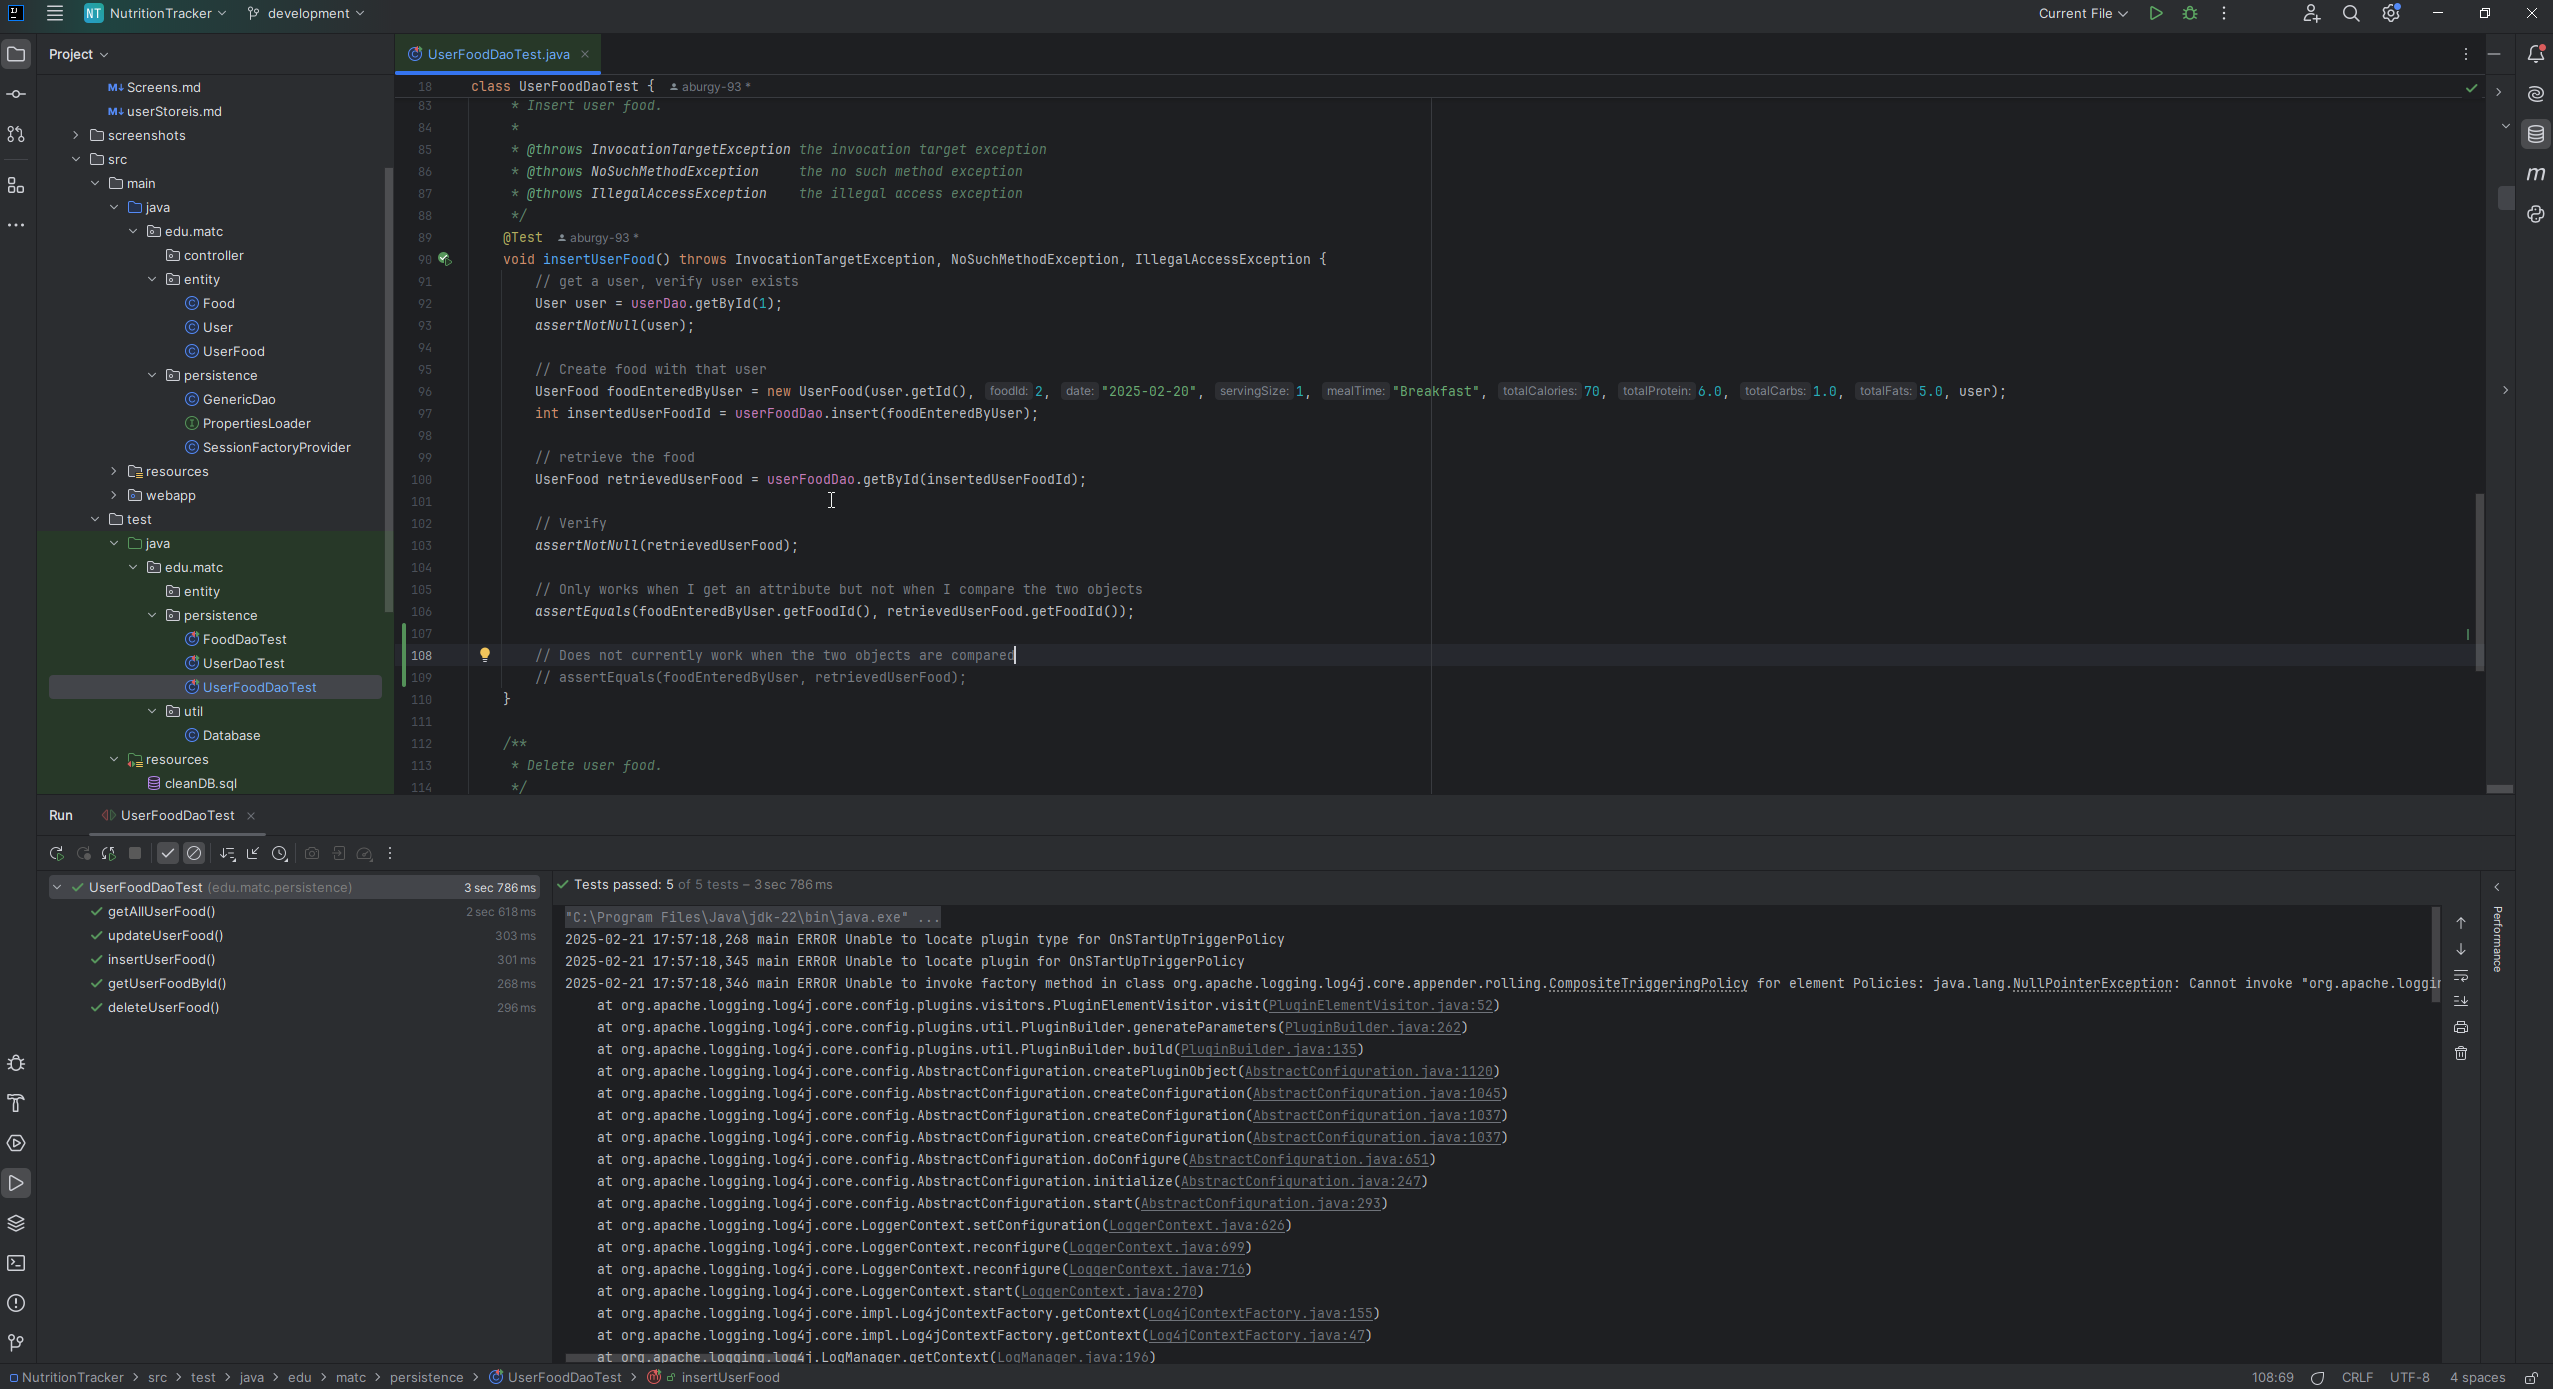 NT NutritionTracker development Current File
Project
UserFoodDaoTest.java
Screens.md
userStoreis.md
screenshots
src
main
java
edu.matc
controller
entity
Food
User
UserFood
persistence
GenericDao
PropertiesLoader
SessionFactoryProvider
resources
webapp
test
java
edu.matc
entity
persistence
FoodDaoTest
UserDaoTest
UserFoodDaoTest
util
Database
resources
cleanDB.sql
18 class UserFoodDaoTest { aburgy-93 *
83 * Insert user food.
84 *
85 * @throws InvocationTargetException the invocation target exception
86 * @throws NoSuchMethodException the no such method exception
87 * @throws IllegalAccessException the illegal access exception
88 */
89 @Test aburgy-93 *
90 void insertUserFood() throws InvocationTargetException, NoSuchMethodException, IllegalAccessException {
91 // get a user, verify user exists
92 User user = userDao.getById(1);
93 assertNotNull(user);
94
95 // Create food with that user
96 UserFood foodEnteredByUser = new UserFood(user.getId(), foodId: 2, date: "2025-02-20", servingSize: 1, mealTime: "Breakfast", totalCalories: 70, totalProtein: 6.0, totalCarbs: 1.0, totalFats: 5.0, user);
97 int insertedUserFoodId = userFoodDao.insert(foodEnteredByUser);
98
99 // retrieve the food
100 UserFood retrievedUserFood = userFoodDao.getById(insertedUserFoodId);
101
102 // Verify
103 assertNotNull(retrievedUserFood);
104
105 // Only works when I get an attribute but not when I compare the two objects
106 assertEquals(foodEnteredByUser.getFoodId(), retrievedUserFood.getFoodId());
107
108 // Does not currently work when the two objects are compared
109 // assertEquals(foodEnteredByUser, retrievedUserFood);
110 }
111
112 /**
113 * Delete user food.
114 */
Run UserFoodDaoTest
UserFoodDaoTest (edu.matc.persistence) 3 sec 786 ms
getAllUserFood() 2 sec 618 ms
updateUserFood() 303 ms
insertUserFood() 301 ms
getUserFoodById() 268 ms
deleteUserFood() 296 ms
Tests passed: 5 of 5 tests – 3 sec 786 ms
"C:\Program Files\Java\jdk-22\bin\java.exe" ...
2025-02-21 17:57:18,268 main ERROR Unable to locate plugin type for OnSTartUpTriggerPolicy
2025-02-21 17:57:18,345 main ERROR Unable to locate plugin for OnSTartUpTriggerPolicy
2025-02-21 17:57:18,346 main ERROR Unable to invoke factory method in class org.apache.logging.log4j.core.appender.rolling.CompositeTriggeringPolicy for element Policies: java.lang.NullPointerException: Cannot invoke "org.apache.loggin
at org.apache.logging.log4j.core.config.plugins.visitors.PluginElementVisitor.visit(PluginElementVisitor.java:52)
at org.apache.logging.log4j.core.config.plugins.util.PluginBuilder.generateParameters(PluginBuilder.java:262)
at org.apache.logging.log4j.core.config.plugins.util.PluginBuilder.build(PluginBuilder.java:135)
at org.apache.logging.log4j.core.config.AbstractConfiguration.createPluginObject(AbstractConfiguration.java:1120)
at org.apache.logging.log4j.core.config.AbstractConfiguration.createConfiguration(AbstractConfiguration.java:1045)
at org.apache.logging.log4j.core.config.AbstractConfiguration.createConfiguration(AbstractConfiguration.java:1037)
at org.apache.logging.log4j.core.config.AbstractConfiguration.createConfiguration(AbstractConfiguration.java:1037)
at org.apache.logging.log4j.core.config.AbstractConfiguration.doConfigure(AbstractConfiguration.java:651)
at org.apache.logging.log4j.core.config.AbstractConfiguration.initialize(AbstractConfiguration.java:247)
at org.apache.logging.log4j.core.config.AbstractConfiguration.start(AbstractConfiguration.java:293)
at org.apache.logging.log4j.core.LoggerContext.setConfiguration(LoggerContext.java:626)
at org.apache.logging.log4j.core.LoggerContext.reconfigure(LoggerContext.java:699)
at org.apache.logging.log4j.core.LoggerContext.reconfigure(LoggerContext.java:716)
at org.apache.logging.log4j.core.LoggerContext.start(LoggerContext.java:270)
at org.apache.logging.log4j.core.impl.Log4jContextFactory.getContext(Log4jContextFactory.java:155)
at org.apache.logging.log4j.core.impl.Log4jContextFactory.getContext(Log4jContextFactory.java:47)
at org.apache.logging.log4j.LogManager.getContext(LogManager.java:196)
Performance
NutritionTracker > src > test > java > edu > matc > persistence > UserFoodDaoTest > insertUserFood 108:69 CRLF UTF-8 4 spaces